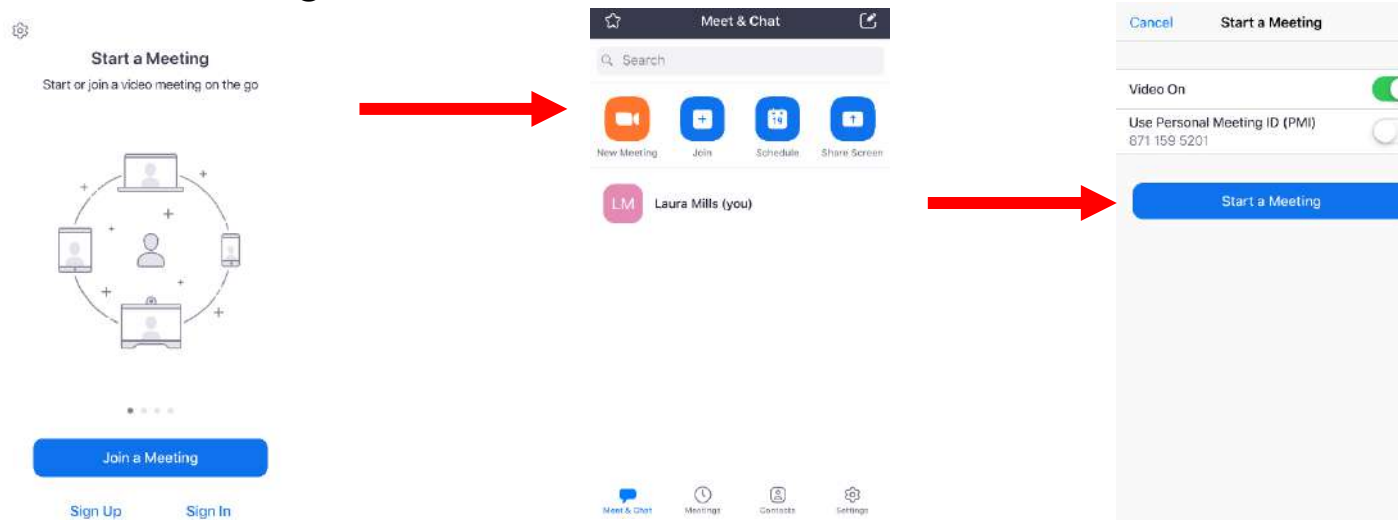 Start a Meeting
Start or join a video meeting on the go
Join a Meeting
Sign Up Sign In
Meet & Chat
Search
New Meeting Join Schedule Share Screen
LM Laura Mills (you)
Meet & Chat Meetings Contacts Settings
Cancel Start a Meeting
Video On
Use Personal Meeting ID (PMI)
871 159 5201
Start a Meeting